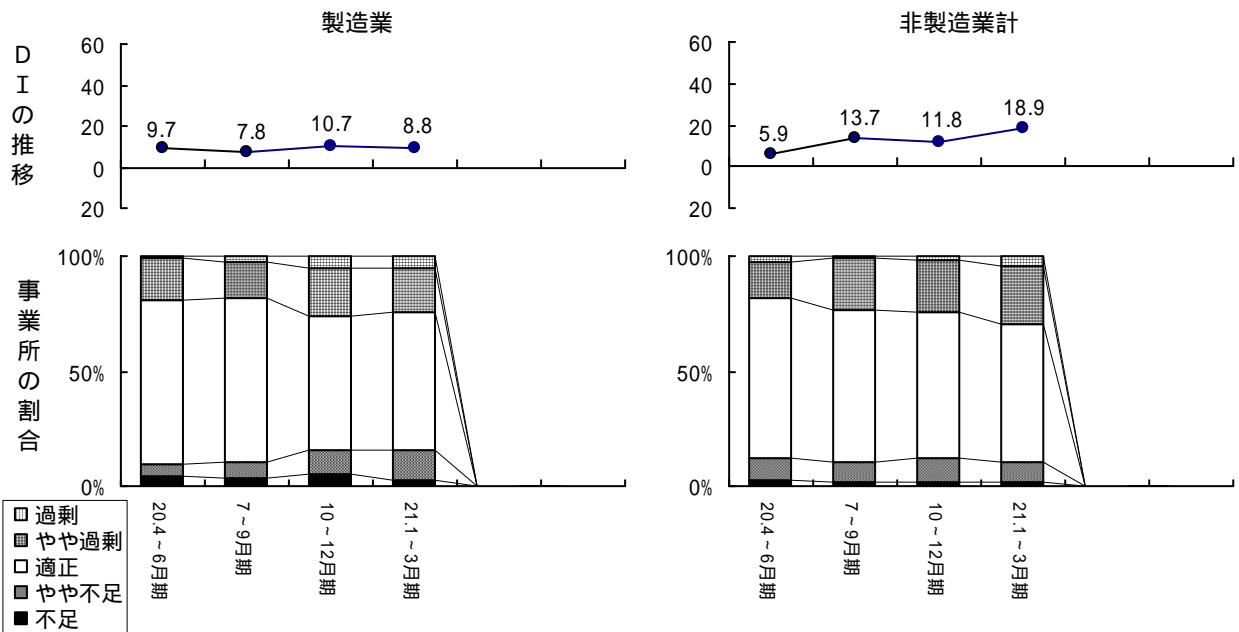 製造業
ＤＩの推移
60
40
20
0
20
9.7
7.8
10.7
8.8
非製造業計
60
40
20
0
20
5.9
13.7
11.8
18.9
事業所の割合
100%
50%
0%
20.4～6月期
7～9月期
10～12月期
21.1～3月期
100%
50%
0%
20.4～6月期
7～9月期
10～12月期
21.1～3月期
過剰
やや過剰
適正
やや不足
不足